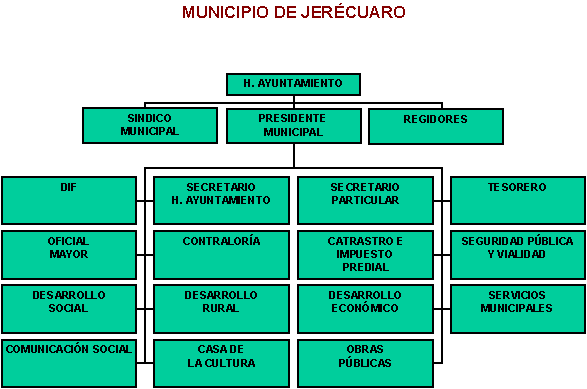 MUNICIPIO DE JERÉCUARO
H. AYUNTAMIENTO
SINDICO
MUNICIPAL
PRESIDENTE
MUNICIPAL
REGIDORES
DIF
SECRETARIO
H. AYUNTAMIENTO
SECRETARIO
PARTICULAR
TESORERO
OFICIAL
MAYOR
CONTRALORÍA
CATRASTRO E
IMPUESTO
PREDIAL
SEGURIDAD PÚBLICA
Y VIALIDAD
DESARROLLO
SOCIAL
DESARROLLO
RURAL
DESARROLLO
ECONÓMICO
SERVICIOS
MUNICIPALES
COMUNICACIÓN SOCIAL
CASA DE
LA CULTURA
OBRAS
PÚBLICAS